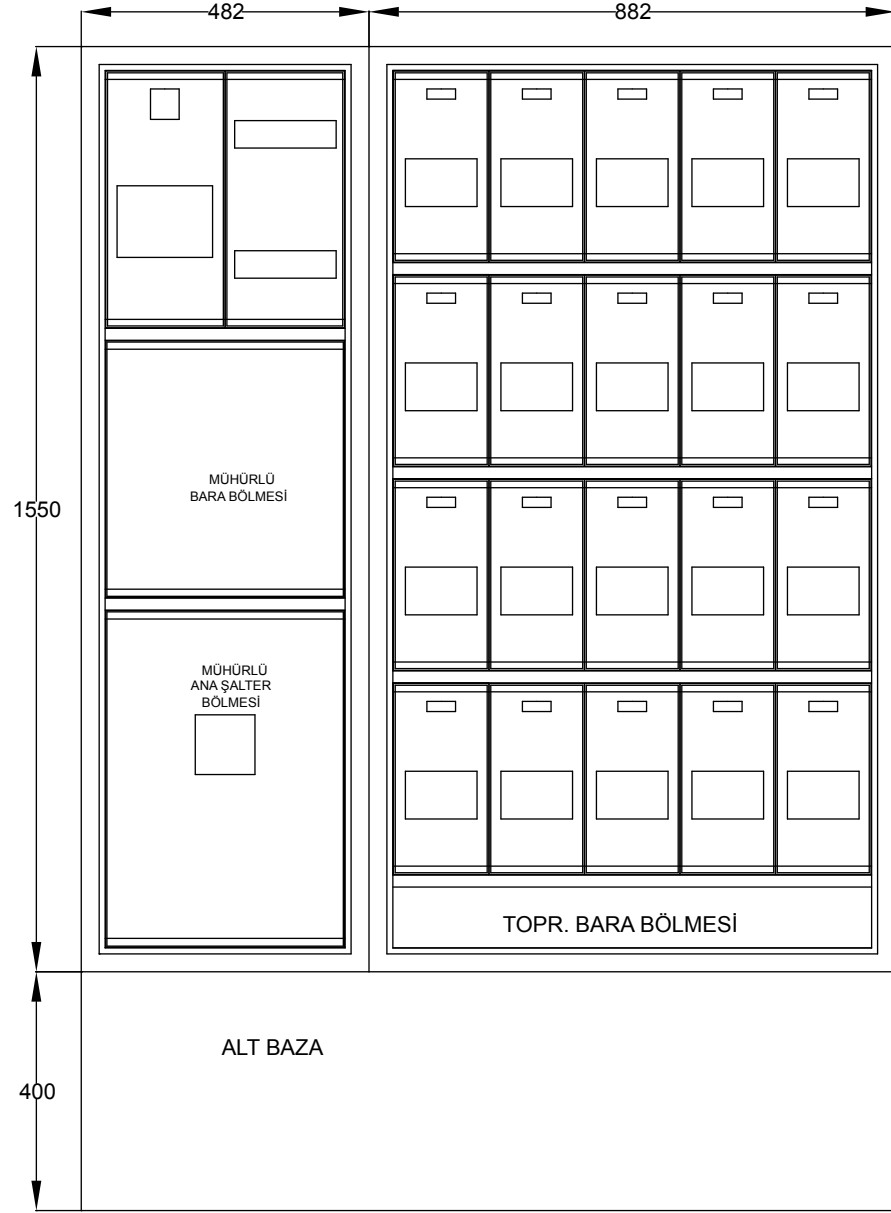 482
882
1550
MÜHÜRLÜ
BARA BÖLMESİ
MÜHÜRLÜ
ANA ŞALTER
BÖLMESİ
TOPR. BARA BÖLMESİ
ALT BAZA
400